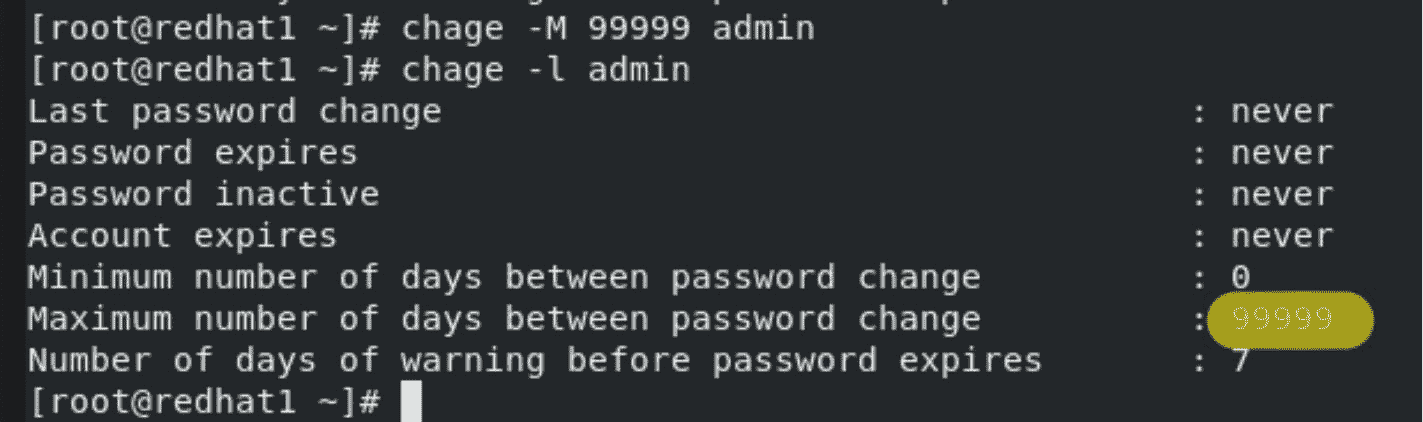 [root@redhat1 ~]# chage -M 99999 admin
[root@redhat1 ~]# chage -l admin
Last password change : never
Password expires : never
Password inactive : never
Account expires : never
Minimum number of days between password change : 0
Maximum number of days between password change : 99999
Number of days of warning before password expires : 7
[root@redhat1 ~]#